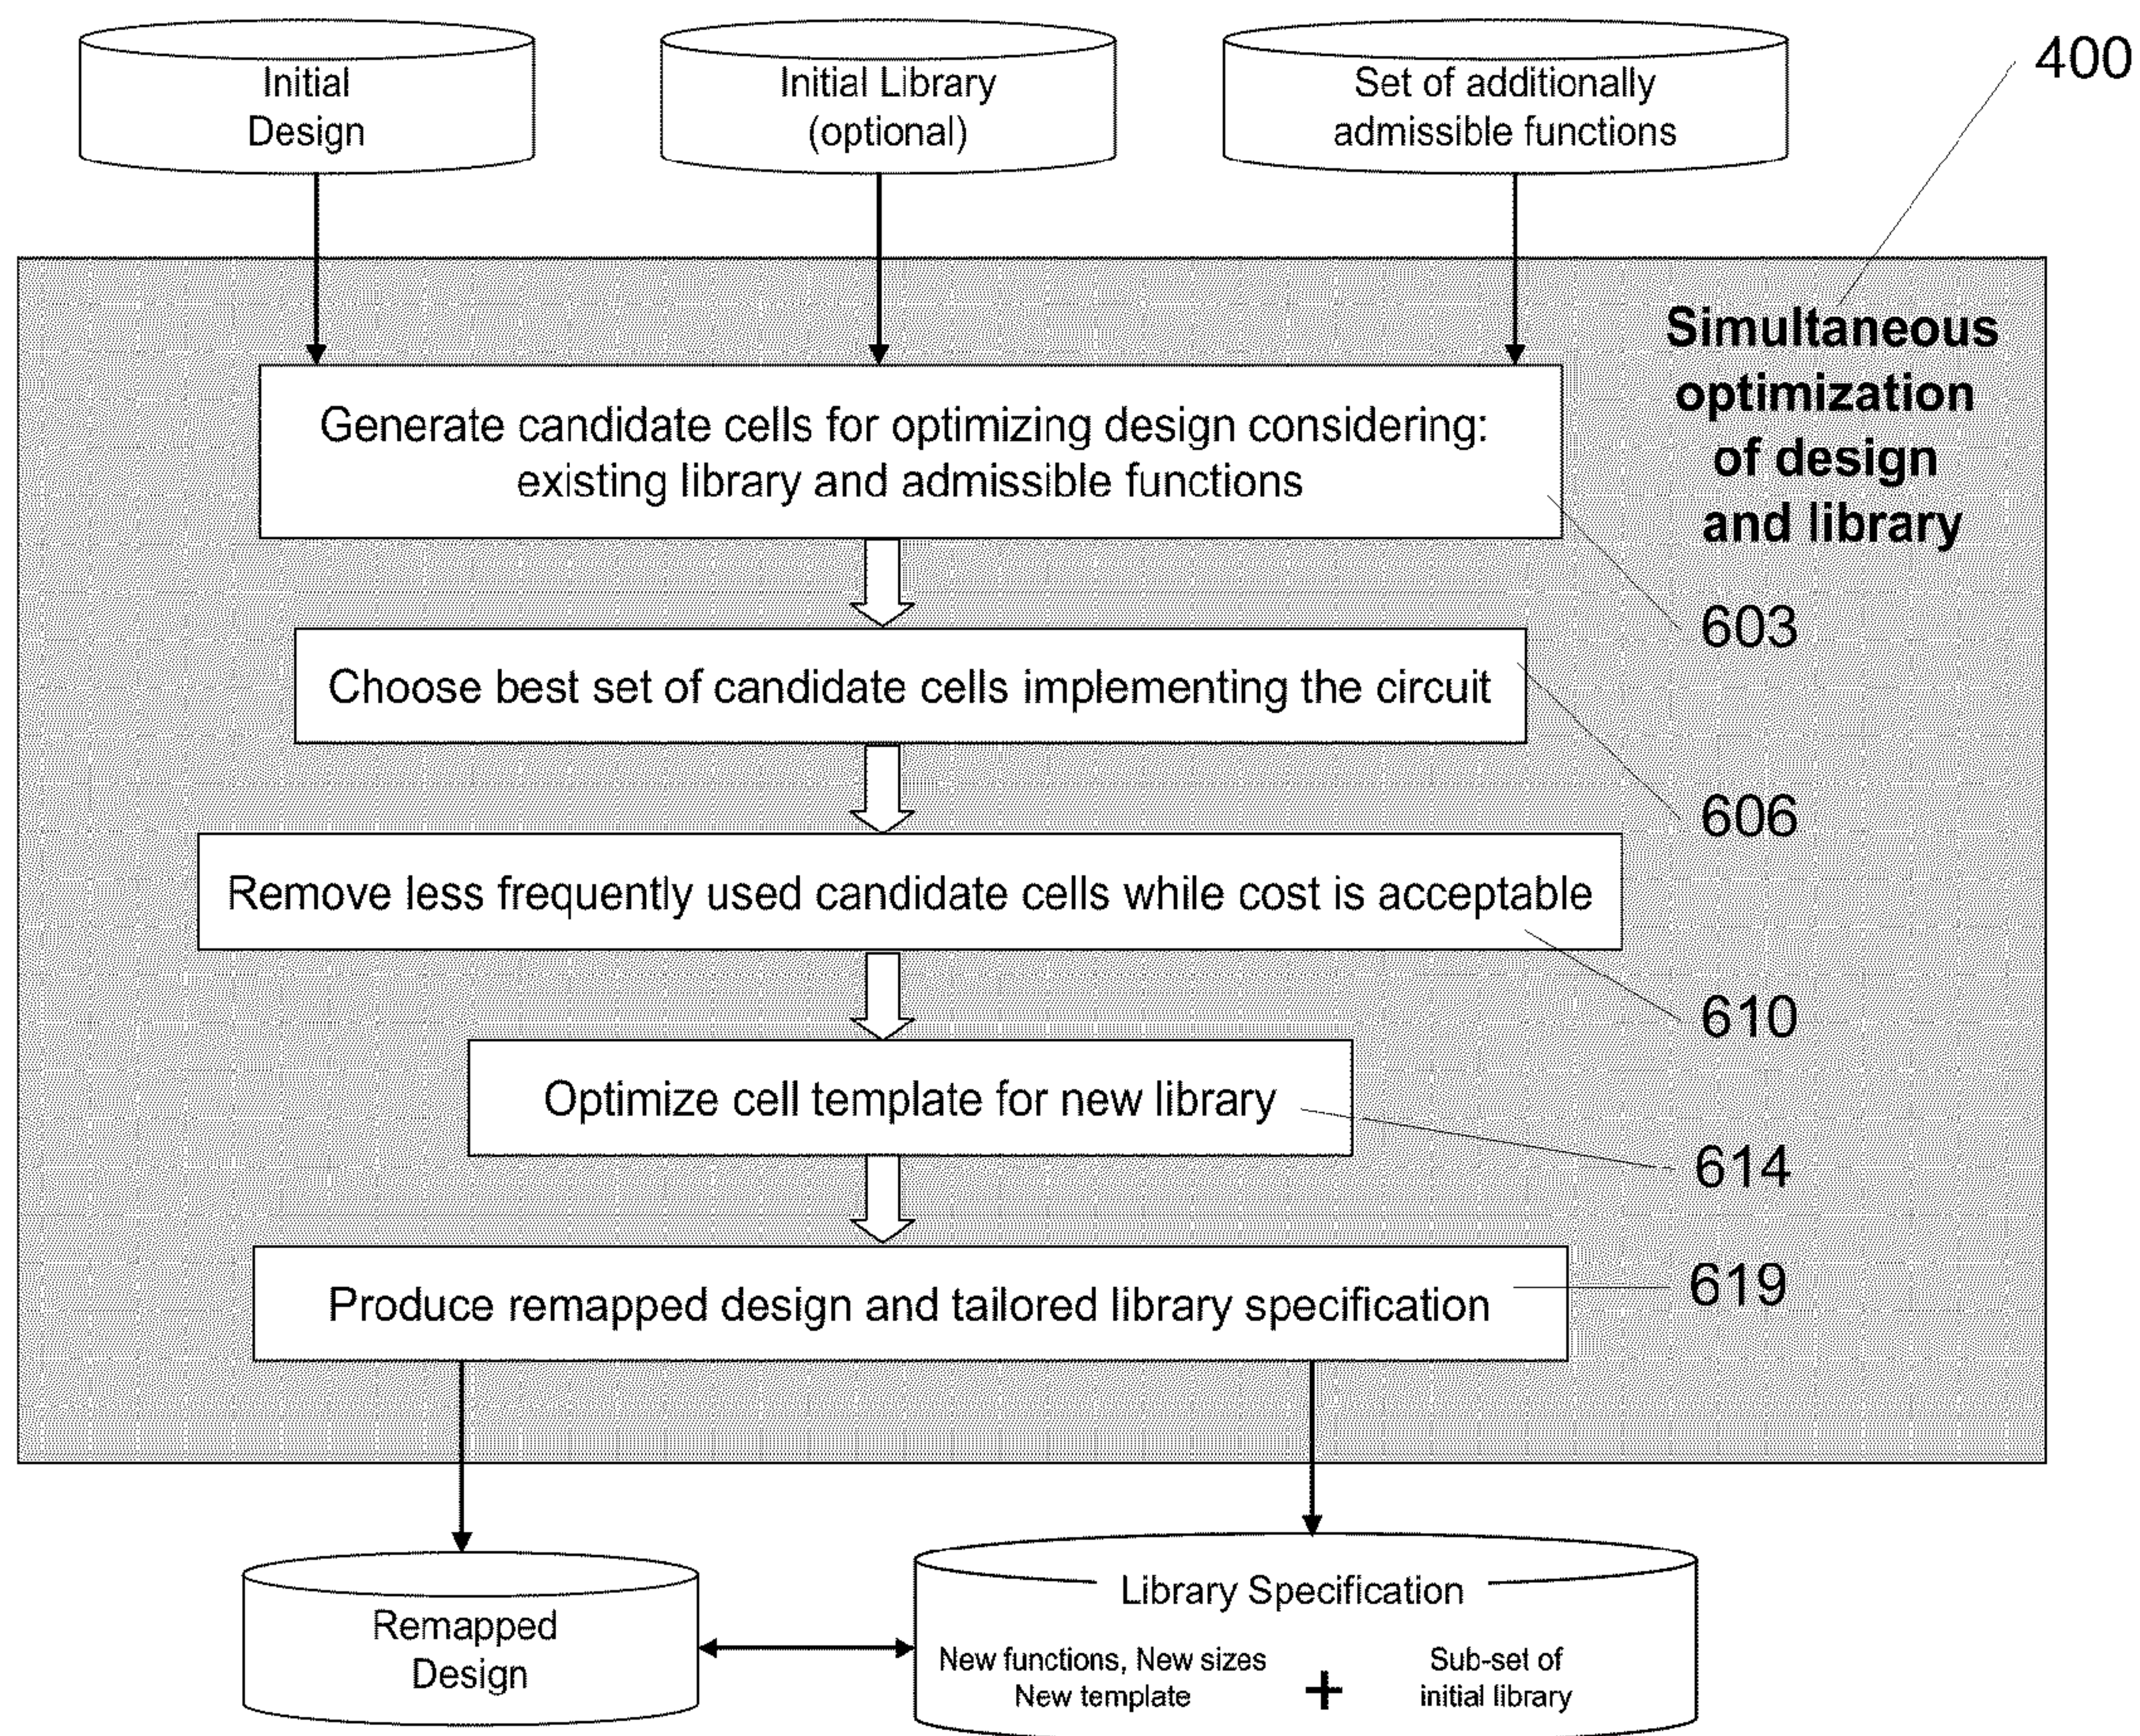 Initial
Design
Initial Library
(optional)
Set of additionally
admissible functions
400
Simultaneous
optimization
of design
and library
Generate candidate cells for optimizing design considering:
existing library and admissible functions
603
Choose best set of candidate cells implementing the circuit
606
Remove less frequently used candidate cells while cost is acceptable
610
Optimize cell template for new library
614
Produce remapped design and tailored library specification
619
Remapped
Design
Library Specification
New functions, New sizes
New template
+
Sub-set of
initial library